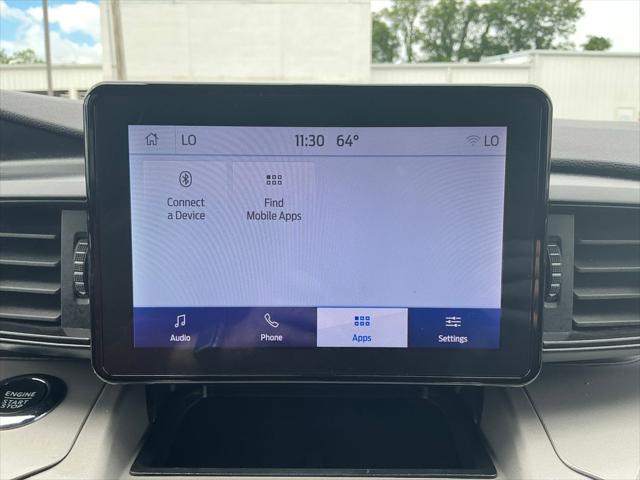 LO 11:30 64° LO
Connect
a Device
Find
Mobile Apps
Audio Phone Apps Settings
ENGINE
START
STOP